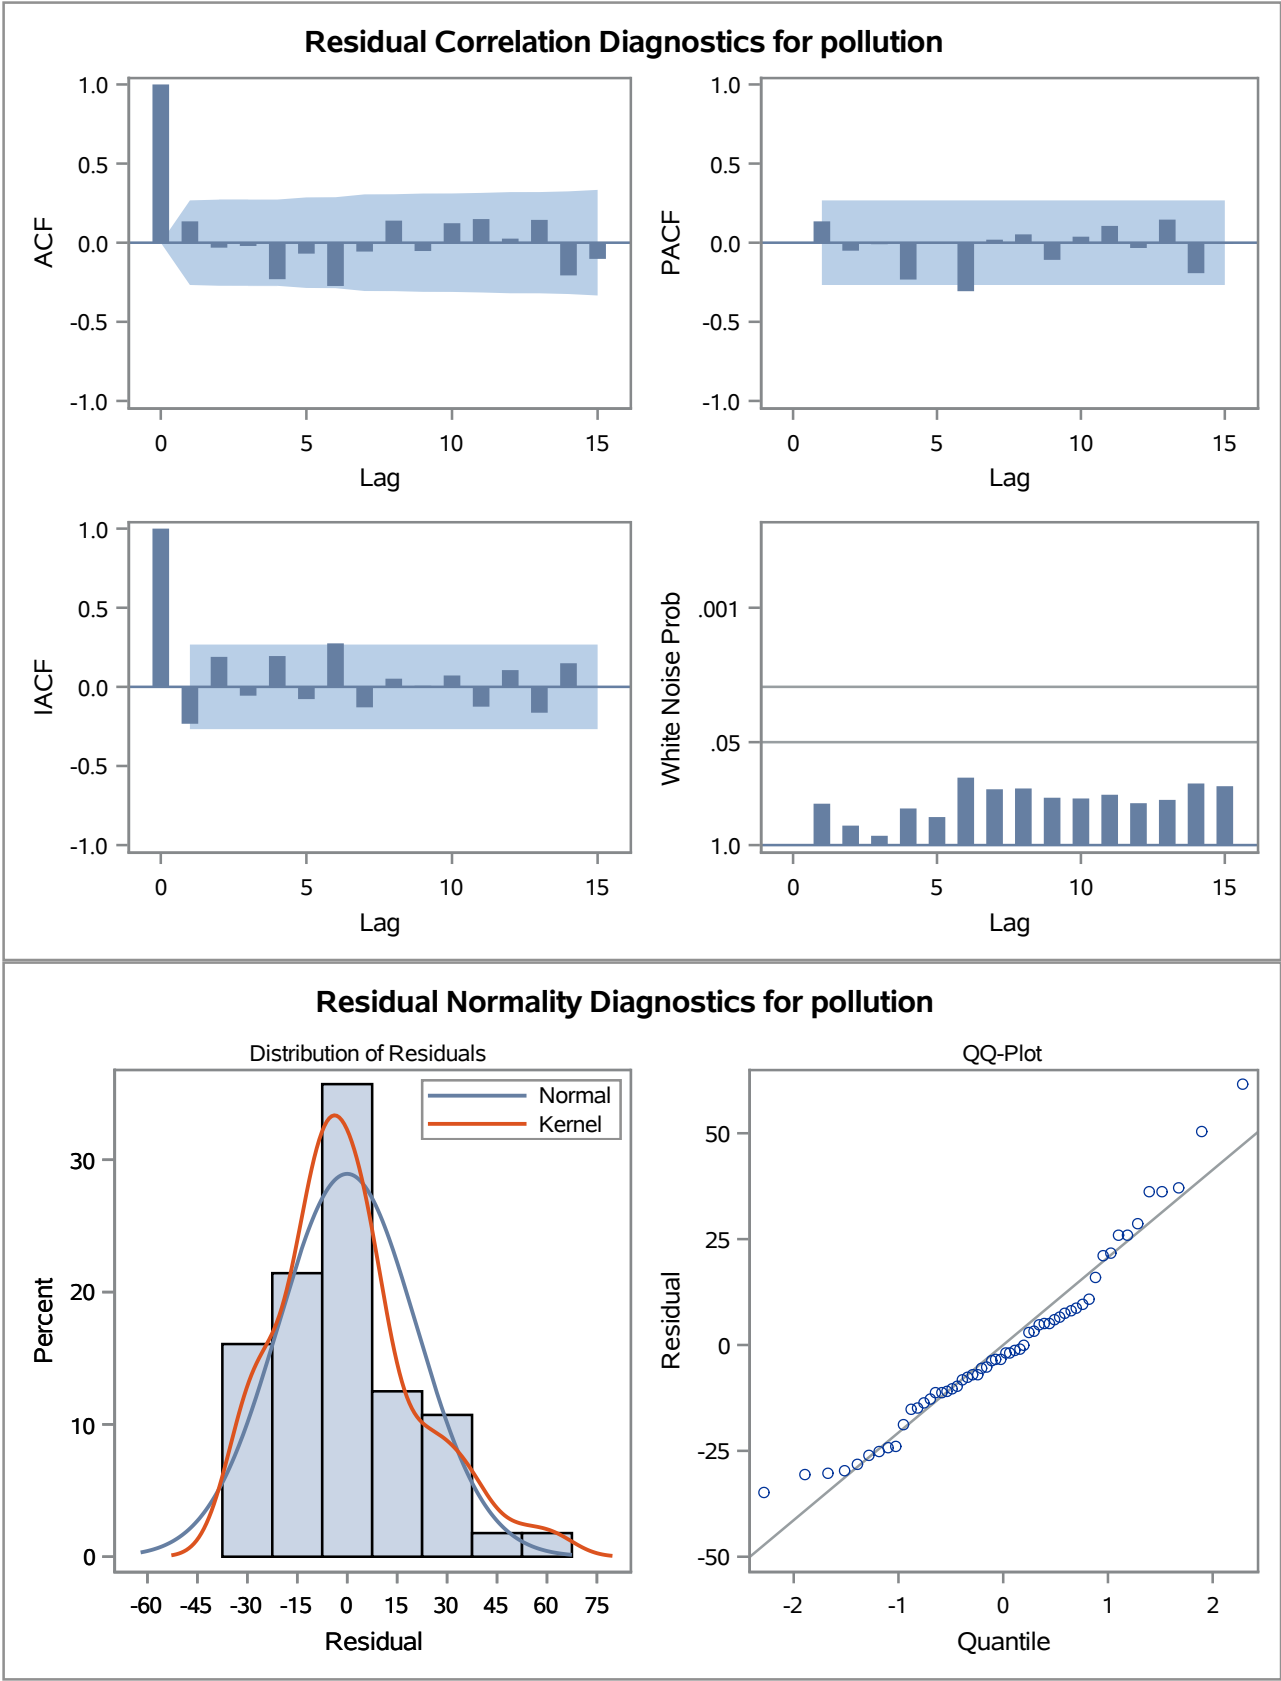 Residual Correlation Diagnostics for pollution
1.0
0.5
0.0
-0.5
-1.0
ACF
0 5 10 15
Lag
1.0
0.5
0.0
-0.5
-1.0
PACF
0 5 10 15
Lag
1.0
0.5
0.0
-0.5
-1.0
IACF
0 5 10 15
Lag
.001
.05
1.0
White Noise Prob
0 5 10 15
Lag
Residual Normality Diagnostics for pollution
Distribution of Residuals
Normal
Kernel
30
20
10
0
Percent
-60 -45 -30 -15 0 15 30 45 60 75
Residual
QQ-Plot
50
25
0
-25
-50
Residual
-2 -1 0 1 2
Quantile